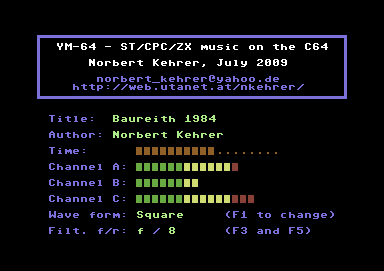 YM-64 - ST/CPC/ZX music on the C64
Norbert Kehrer, July 2009
norbert_kehrer@yahoo.de
http://web.utanet.at/nkehrer/
Title: Baureith 1984
Author: Norbert Kehrer
Time:
Channel A:
Channel B:
Channel C:
Wave form: Square (F1 to change)
Filt. f/r: f / 8 (F3 and F5)